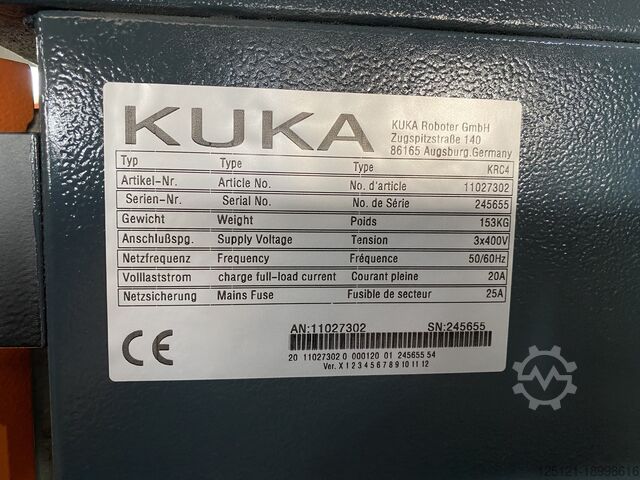 KUKA
KUKA Roboter GmbH
Zugspitzstraße 140
86165 Augsburg.Germany
Typ Type Type KRC4
Artikel-Nr. Article No. No. d'article 11027302
Serien-Nr. Serial No. No. de Série 245655
Gewicht Weight Poids 153KG
Anschlußspg. Supply Voltage Tension 3x400V
Netzfrequenz Frequency Fréquence 50/60Hz
Volllaststrom charge full-load current Courant pleine 20A
Netzsicherung Mains Fuse Fusible de secteur 25A
AN:11027302 SN:245655
CE
20 11027302 0 000120 01 245655 54
Ver. X 1 2 3 4 5 6 7 8 9 10 11 12
125121-18998616